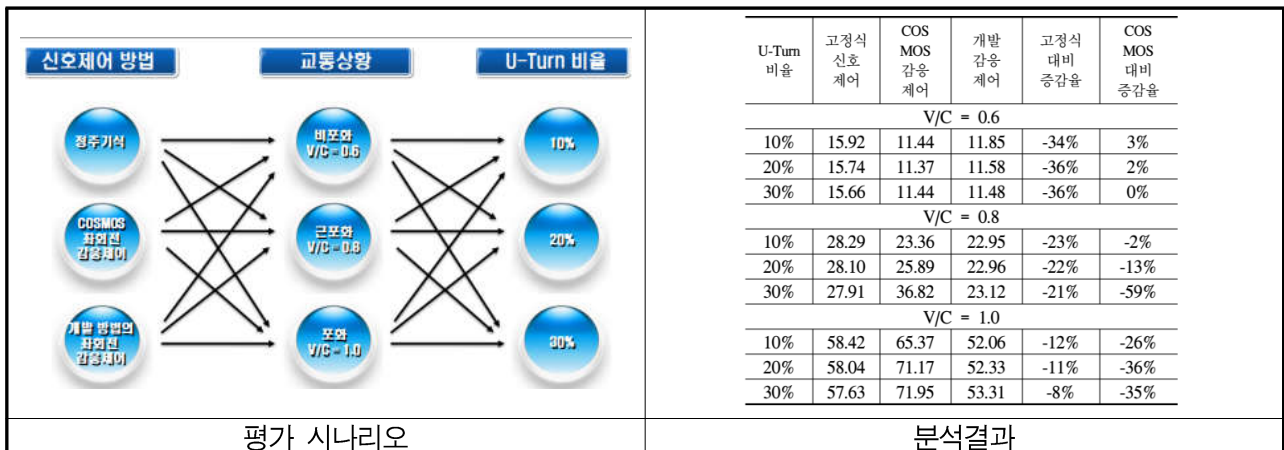 신호제어 방법
교통상황
U-Turn 비율
정주기식
비포화
V/C = 0.6
10%
COSMOS
좌회전
감응제어
근포화
V/C = 0.8
20%
개발 방법의
좌회전
감응제어
포화
V/C = 1.0
30%
평가 시나리오
U-Turn
비율
고정식
신호
제어
COS
MOS
감응
제어
개발
감응
제어
고정식
대비
증감율
COS
MOS
대비
증감율
V/C = 0.6
10% 15.92 11.44 11.85 -34% 3%
20% 15.74 11.37 11.58 -36% 2%
30% 15.66 11.44 11.48 -36% 0%
V/C = 0.8
10% 28.29 23.36 22.95 -23% -2%
20% 28.10 25.89 22.96 -22% -13%
30% 27.91 36.82 23.12 -21% -59%
V/C = 1.0
10% 58.42 65.37 52.06 -12% -26%
20% 58.04 71.17 52.33 -11% -36%
30% 57.63 71.95 53.31 -8% -35%
분석결과